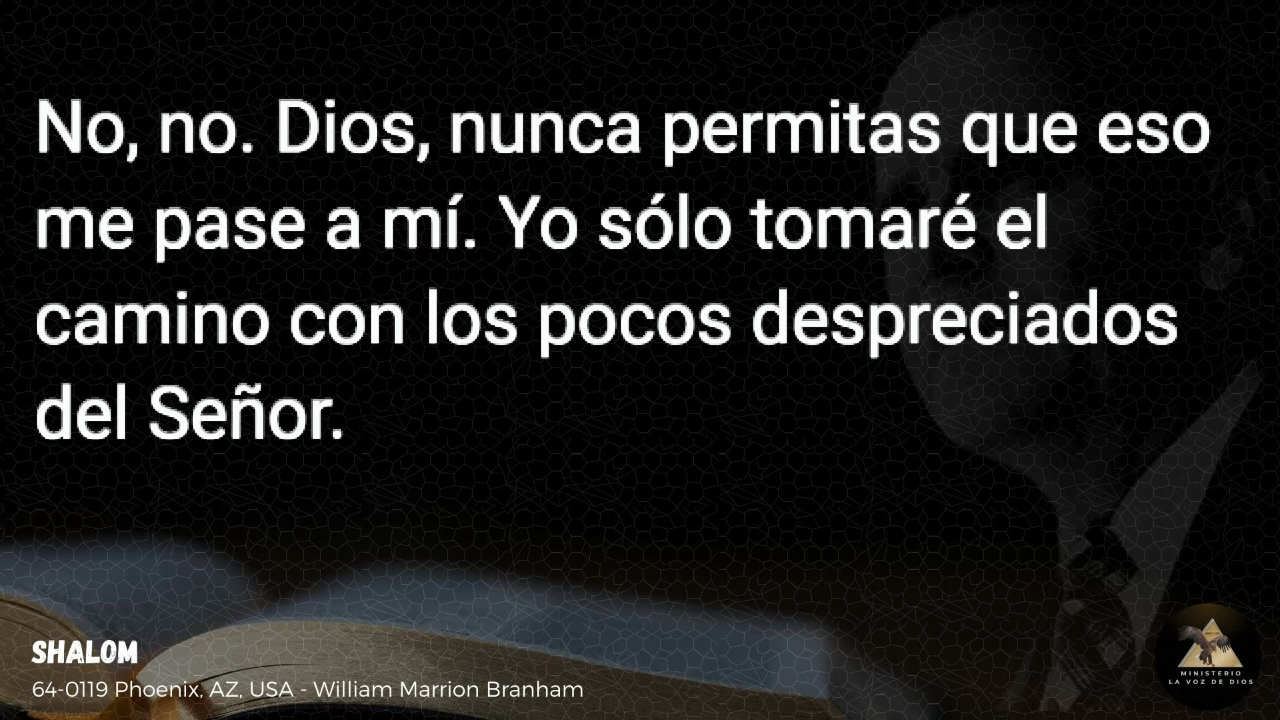 No, no. Dios, nunca permitas que eso
me pase a mí. Yo sólo tomaré el
camino con los pocos despreciados
del Señor.
SHALOM
64-0119 Phoenix, AZ, USA - William Marrion Branham
MINISTERIO
LA VOZ DE DIOS